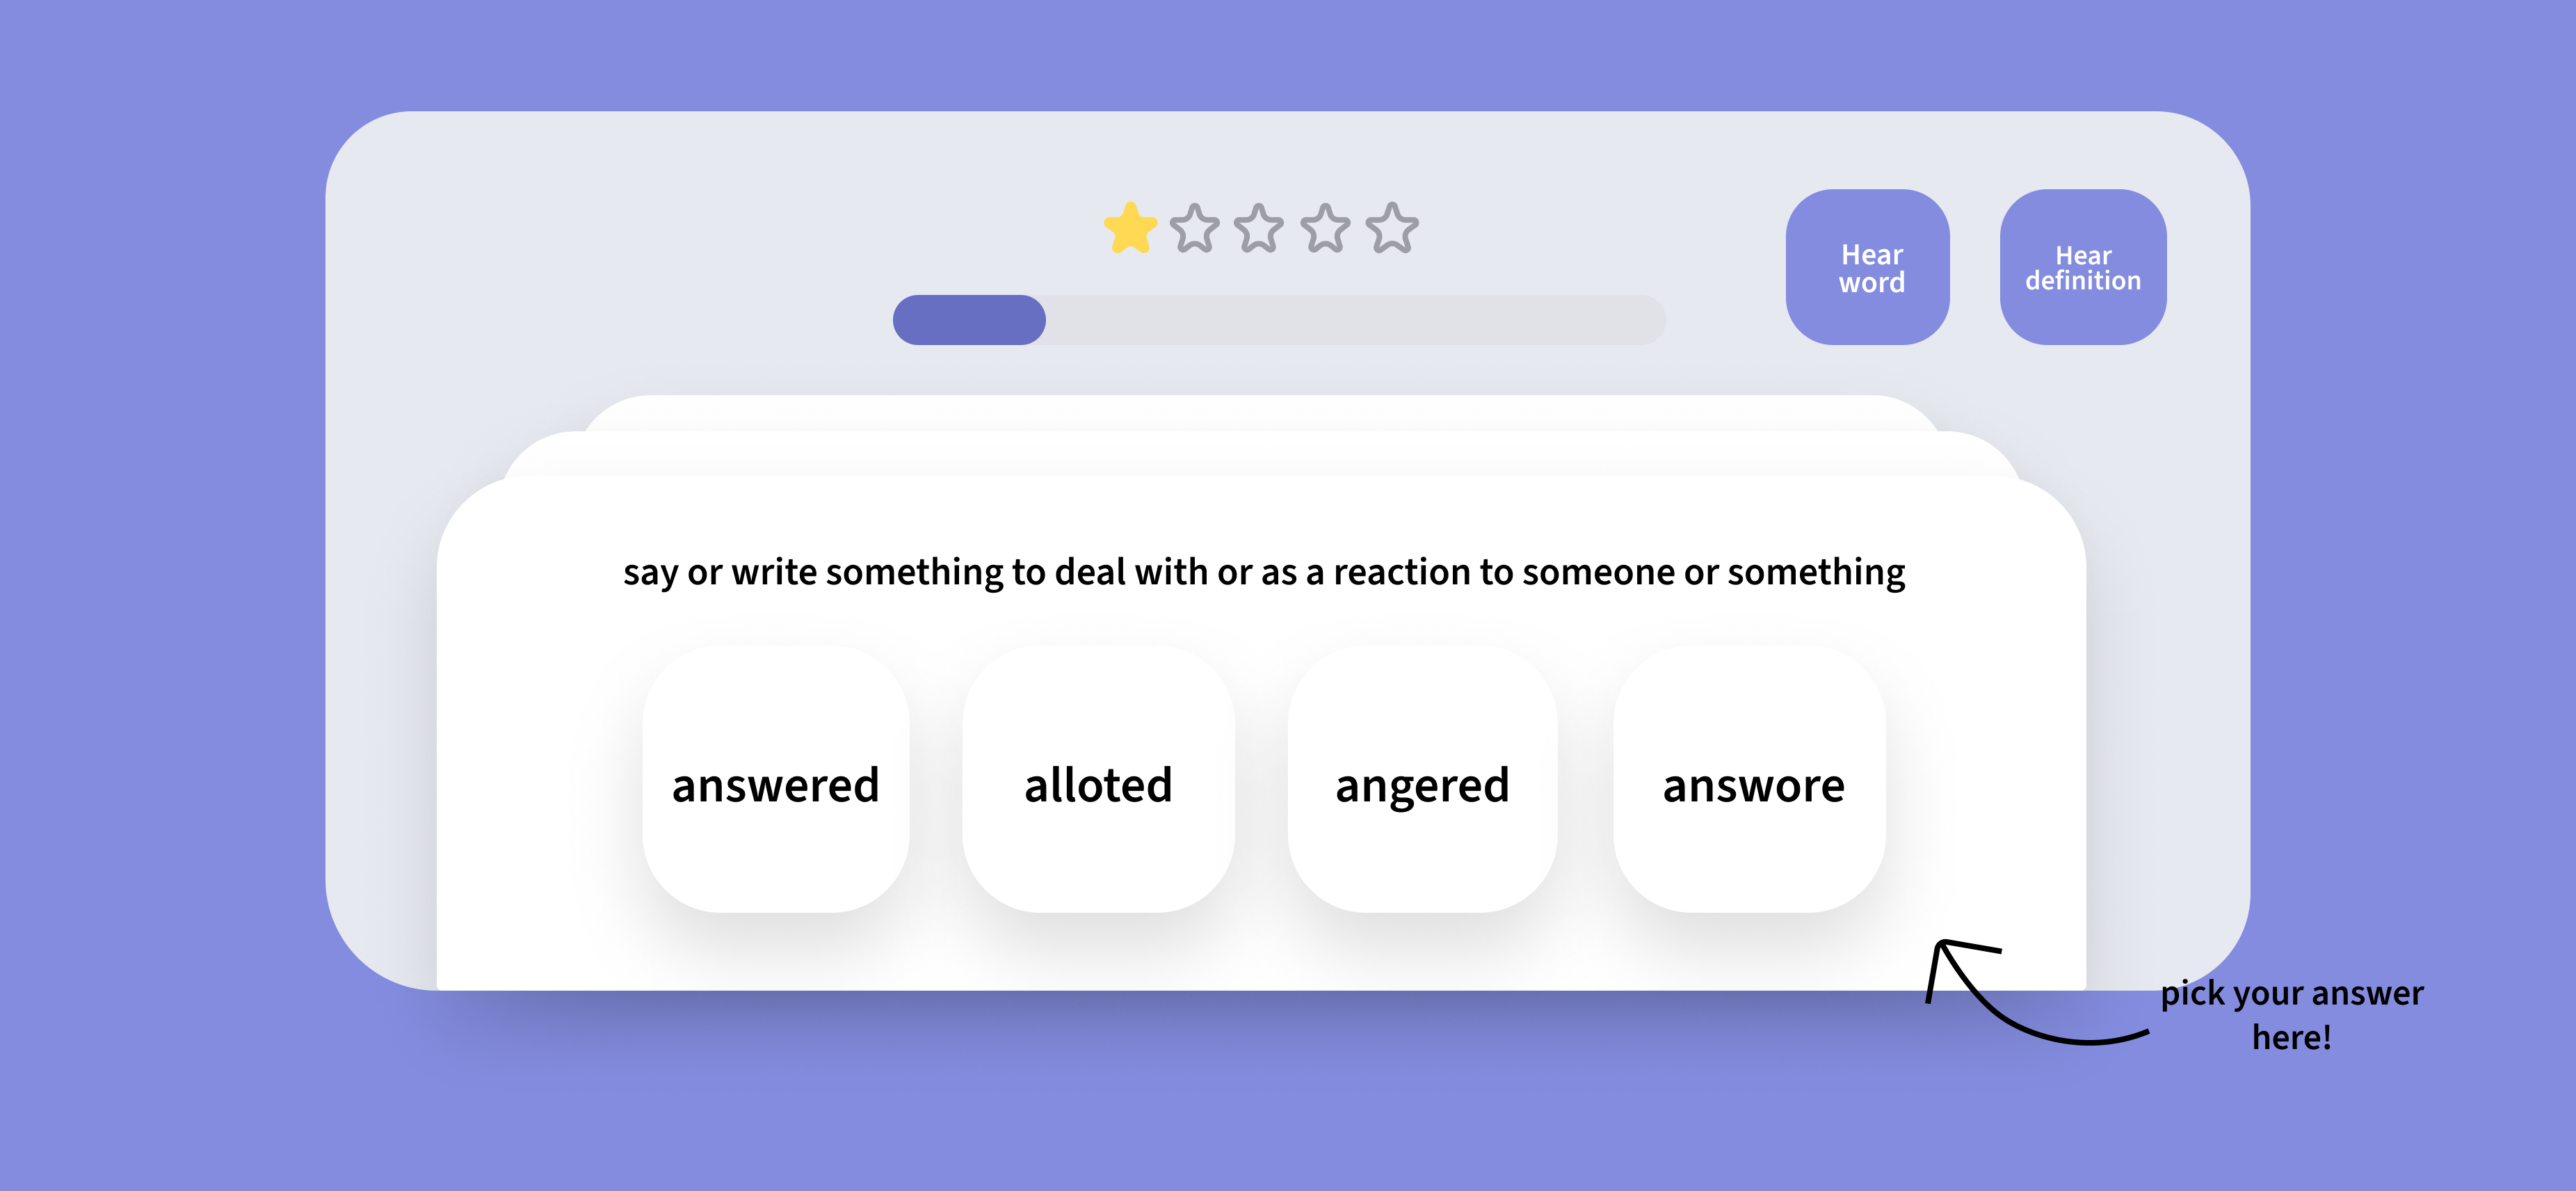 Hear
word
Hear
definition
say or write something to deal with or as a reaction to someone or something
answered
alloted
angered
answore
pick your answer
here!